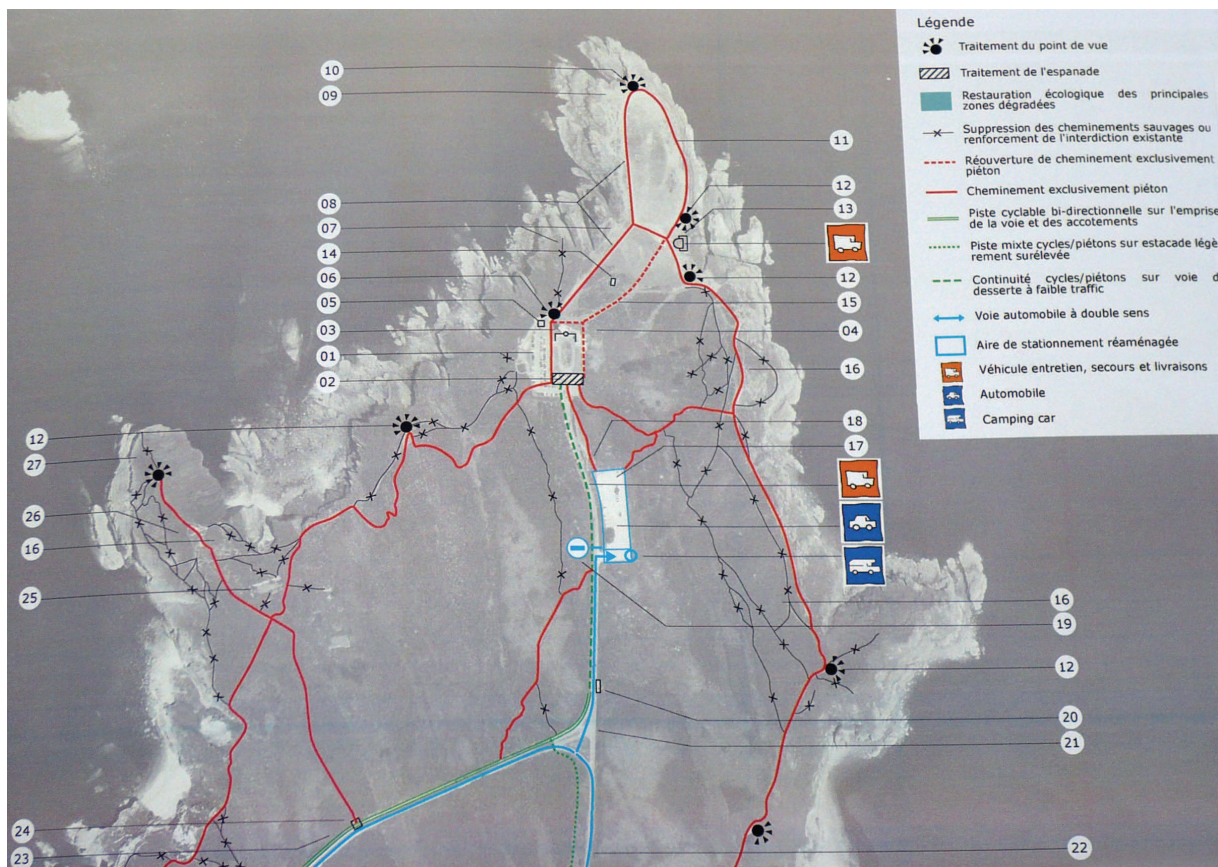 Légende
Traitement du point de vue
Traitement de l'espanade
Restauration écologique des principales
zones dégradées
Suppression des cheminements sauvages ou
renforcement de l'interdiction existante
Réouverture de cheminement exclusivement
piéton
Cheminement exclusivement piéton
Piste cyclable bi-directionnelle sur l'emprise
de la voie et des accotements
Piste mixte cycles/piétons sur estacade légè
rement surélevée
Continuité cycles/piétons sur voie d
desserte à faible traffic
Voie automobile à double sens
Aire de stationnement réaménagée
Véhicule entretien, secours et livraisons
Automobile
Camping car
10
09
11
12
13
08
07
14
06
12
05
15
03
04
01
16
02
18
12
17
27
26
16
25
16
19
12
20
21
24
23
22